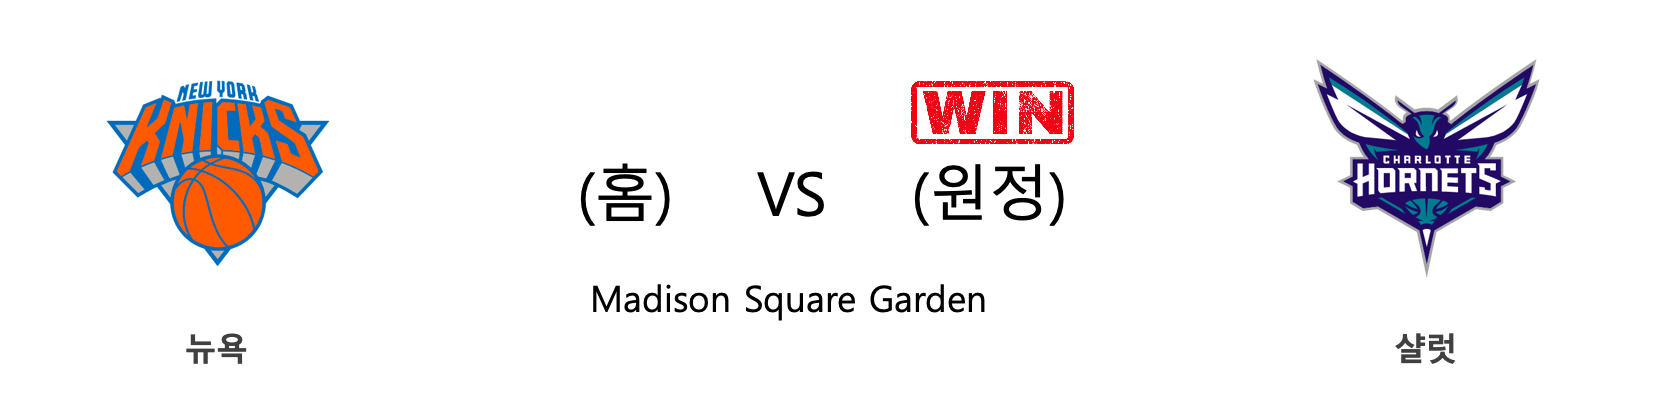 NEW YORK
KNICKS
WIN
(홈) VS (원정)
CHARLOTTE
HORNETS
Madison Square Garden
뉴욕
샬럿